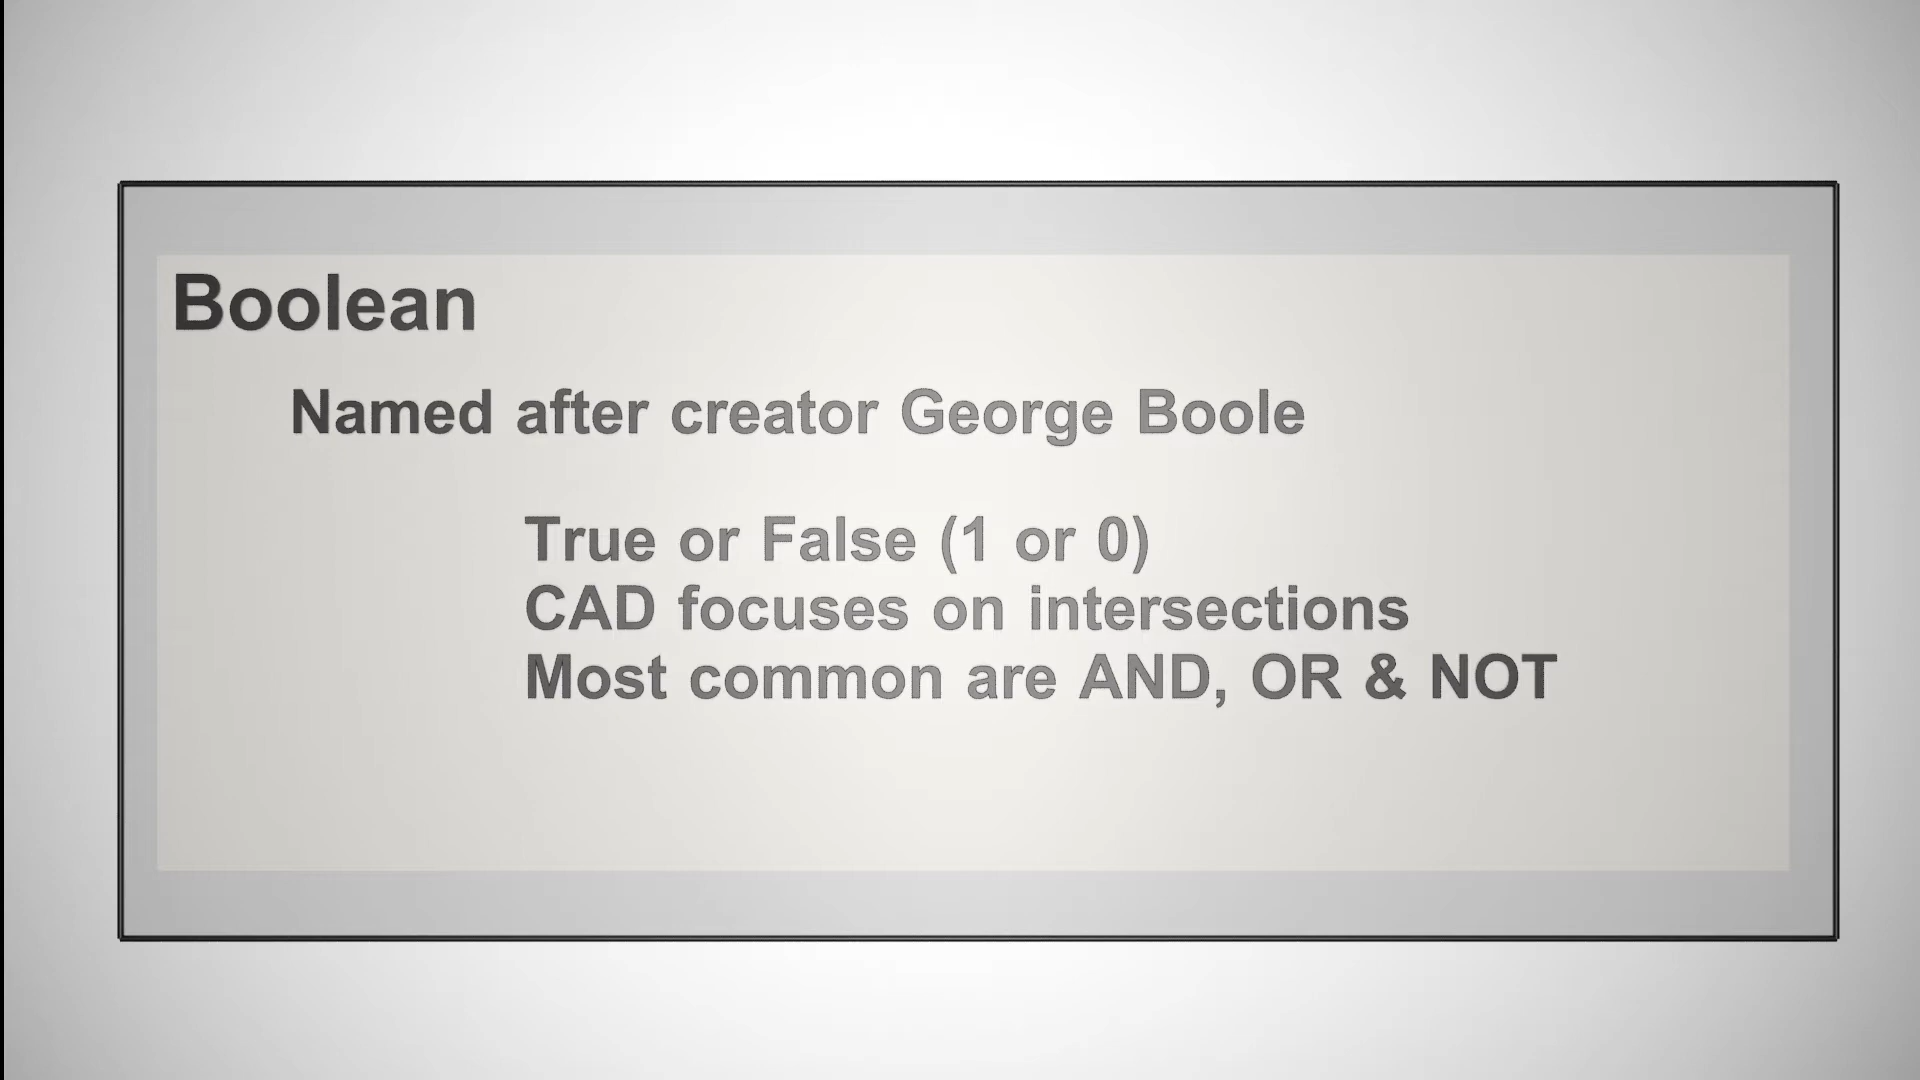 Boolean
Named after creator George Boole
True or False (1 or 0)
CAD focuses on intersections
Most common are AND, OR & NOT